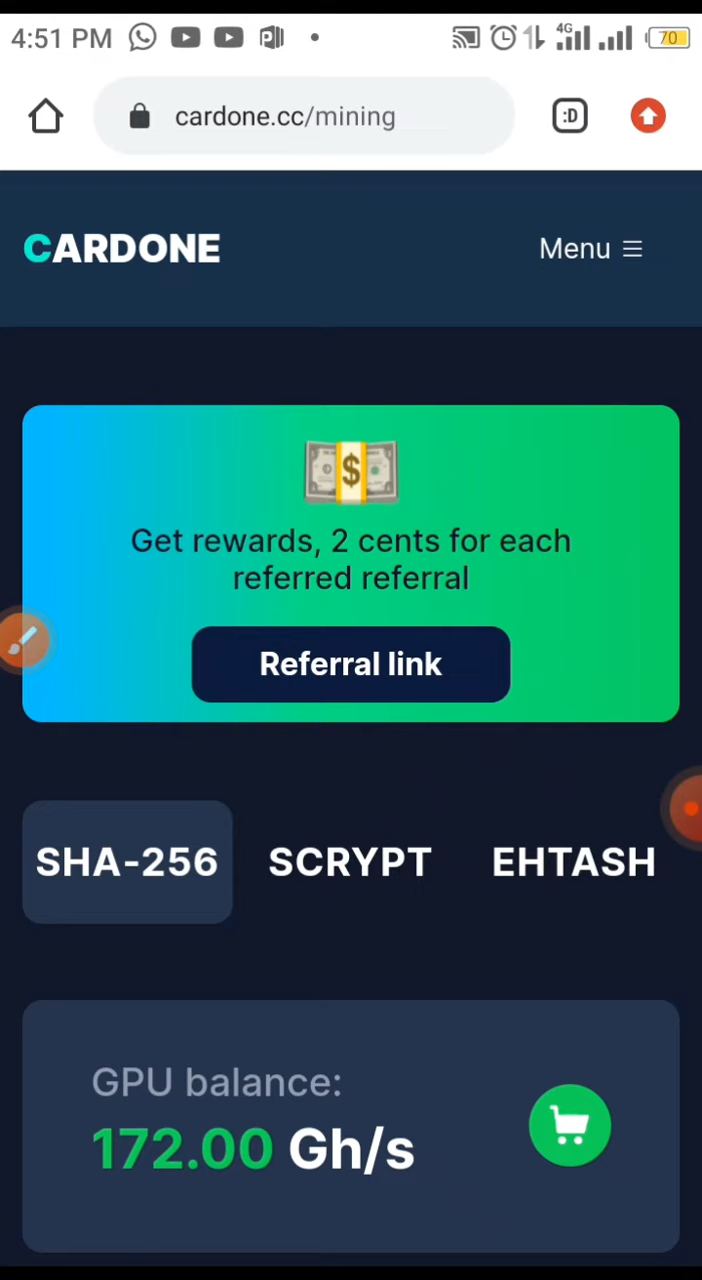 4:51 PM
4G
70
cardone.cc/mining
:D
CARDONE
Menu
$
Get rewards, 2 cents for each
referred referral
Referral link
SHA-256 SCRYPT EHTASH
GPU balance:
172.00 Gh/s